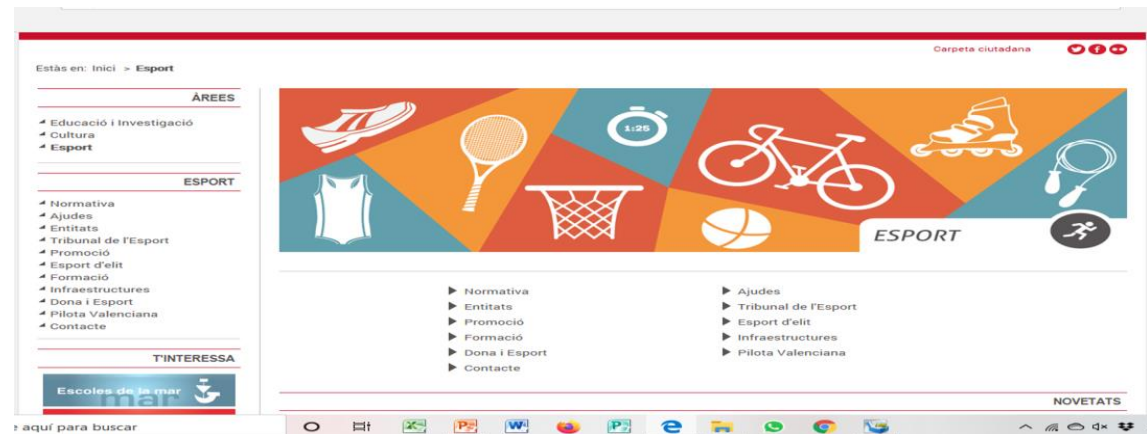 Carpeta ciutadana
Estàs en: Inici > Esport
ÀREES
Educació i Investigació
Cultura
Esport
ESPORT
Normativa
Ajudes
Entitats
Tribunal de l'Esport
Promoció
Esport d'elit
Formació
Infraestructures
Dona i Esport
Pilota Valenciana
Contacte
T'INTERESSA
Escoles de la mar
mar
1:25
ESPORT
Normativa
Entitats
Promoció
Formació
Dona i Esport
Contacte
Ajudes
Tribunal de l'Esport
Esport d'elit
Infraestructures
Pilota Valenciana
NOVETATS
aquí para buscar